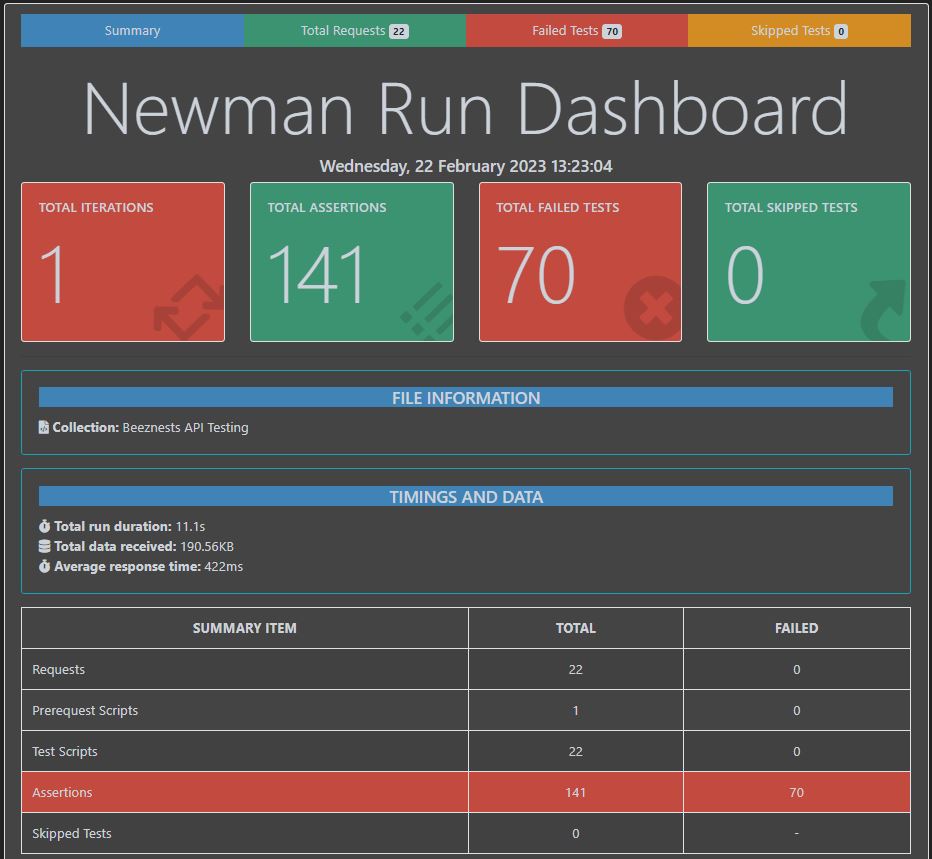 Summary Total Requests 22 Failed Tests 70 Skipped Tests 0
Newman Run Dashboard
Wednesday, 22 February 2023 13:23:04
TOTAL ITERATIONS TOTAL ASSERTIONS TOTAL FAILED TESTS TOTAL SKIPPED TESTS
1 141 70 0
FILE INFORMATION
Collection: Beeznests API Testing
TIMINGS AND DATA
Total run duration: 11.1s
Total data received: 190.56KB
Average response time: 422ms
SUMMARY ITEM TOTAL FAILED
Requests 22 0
Prerequest Scripts 1 0
Test Scripts 22 0
Assertions 141 70
Skipped Tests 0 -